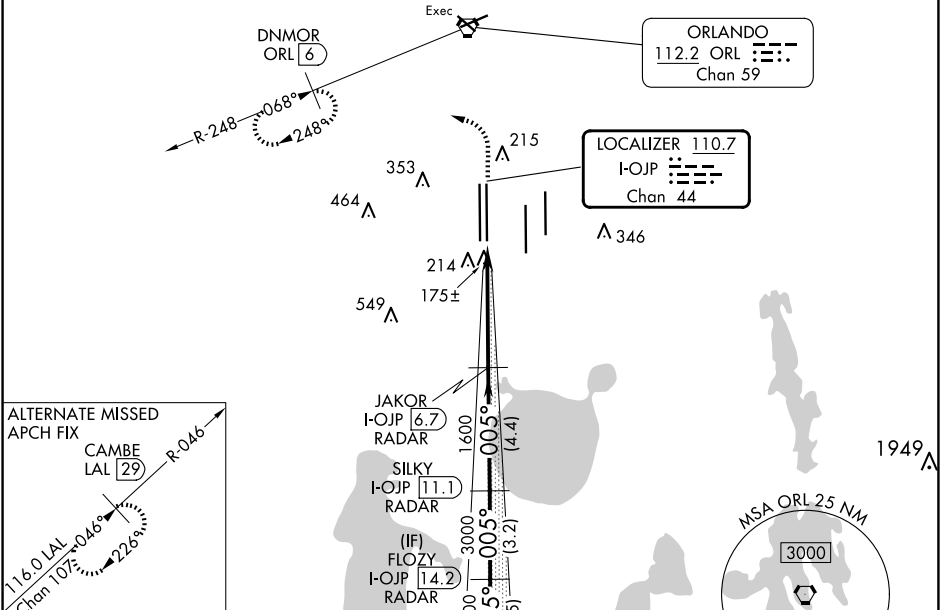 Exec
DNMOR
ORL 6
ORLANDO
112.2 ORL
Chan 59
R-248
068°
248°
215
LOCALIZER 110.7
I-OJP
Chan 44
353
464
346
214
175±
549
JAKOR
I-OJP 6.7
RADAR
1600
005°
(4.4)
SILKY
I-OJP 11.1
RADAR
3000
005°
(3.2)
(IF)
FLOZY
I-OJP 14.2
RADAR
ALTERNATE MISSED
APCH FIX
CAMBE
LAL 29
R-046
046°
226°
116.0 LAL
Chan 107
1949
MSA ORL 25 NM
3000